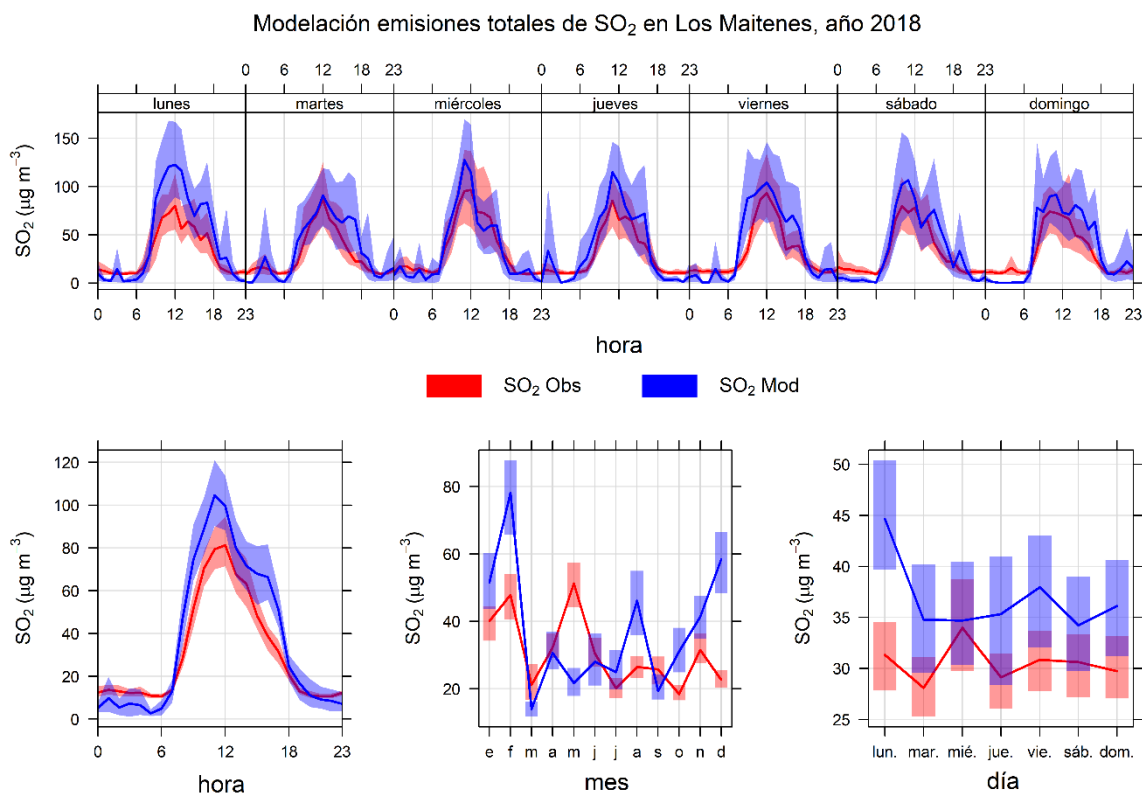 Modelación emisiones totales de SO₂ en Los Maitenes, año 2018
0 6 12 18 23 0 6 12 18 23 0 6 12 18 23
lunes martes miércoles jueves viernes sábado domingo
SO₂ (μg m⁻³)
150
100
50
0
0 6 12 18 23 0 6 12 18 23 0 6 12 18 23 0 6 12 18 23
hora
SO₂ Obs SO₂ Mod
SO₂ (μg m⁻³)
120
100
80
60
40
20
0
0 6 12 18 23
hora
SO₂ (μg m⁻³)
80
60
40
20
e f m a m j j a s o n d
mes
SO₂ (μg m⁻³)
50
45
40
35
30
25
lun. mar. mié. jue. vie. sáb. dom.
día